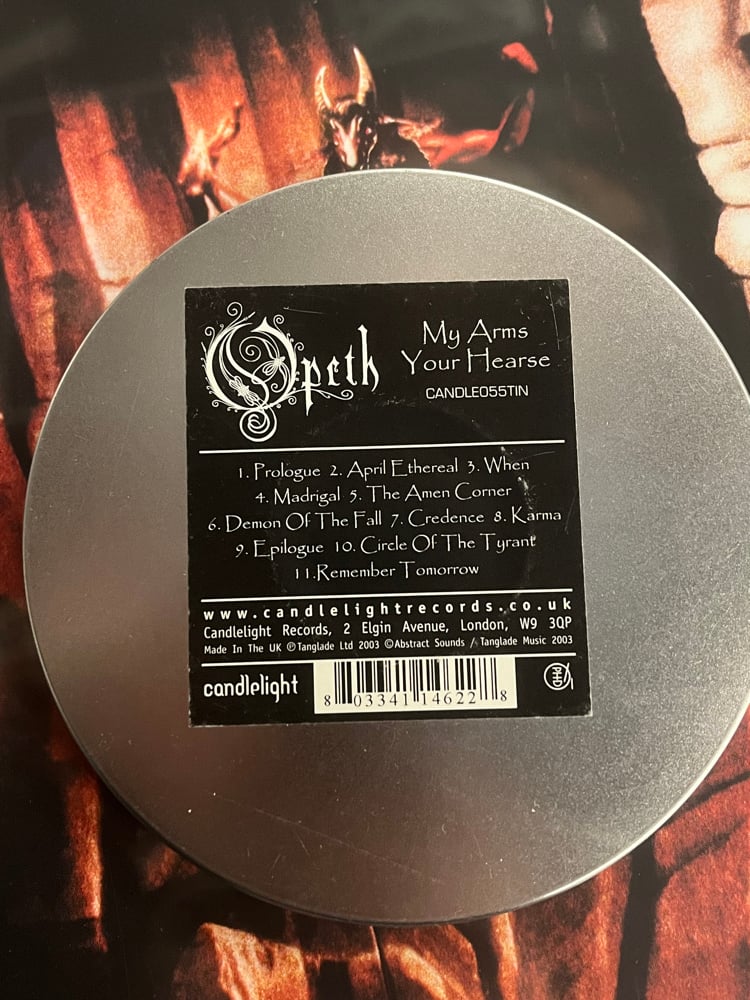 Opeth
My Arms
Your Hearse
CANDLE055TIN
1. Prologue 2. April Ethereal 3. When
4. Madrigal 5. The Amen Corner
6. Demon Of The Fall 7. Credence 8. Karma
9. Epilogue 10. Circle Of The Tyrant
11.Remember Tomorrow
www.candlelightrecords.co.uk
Candlelight Records, 2 Elgin Avenue, London, W9 3QP
Made In The UK ℗Tanglade Ltd 2003 ©Abstract Sounds / Tanglade Music 2003
candlelight
8 03341 14622 8
PHD